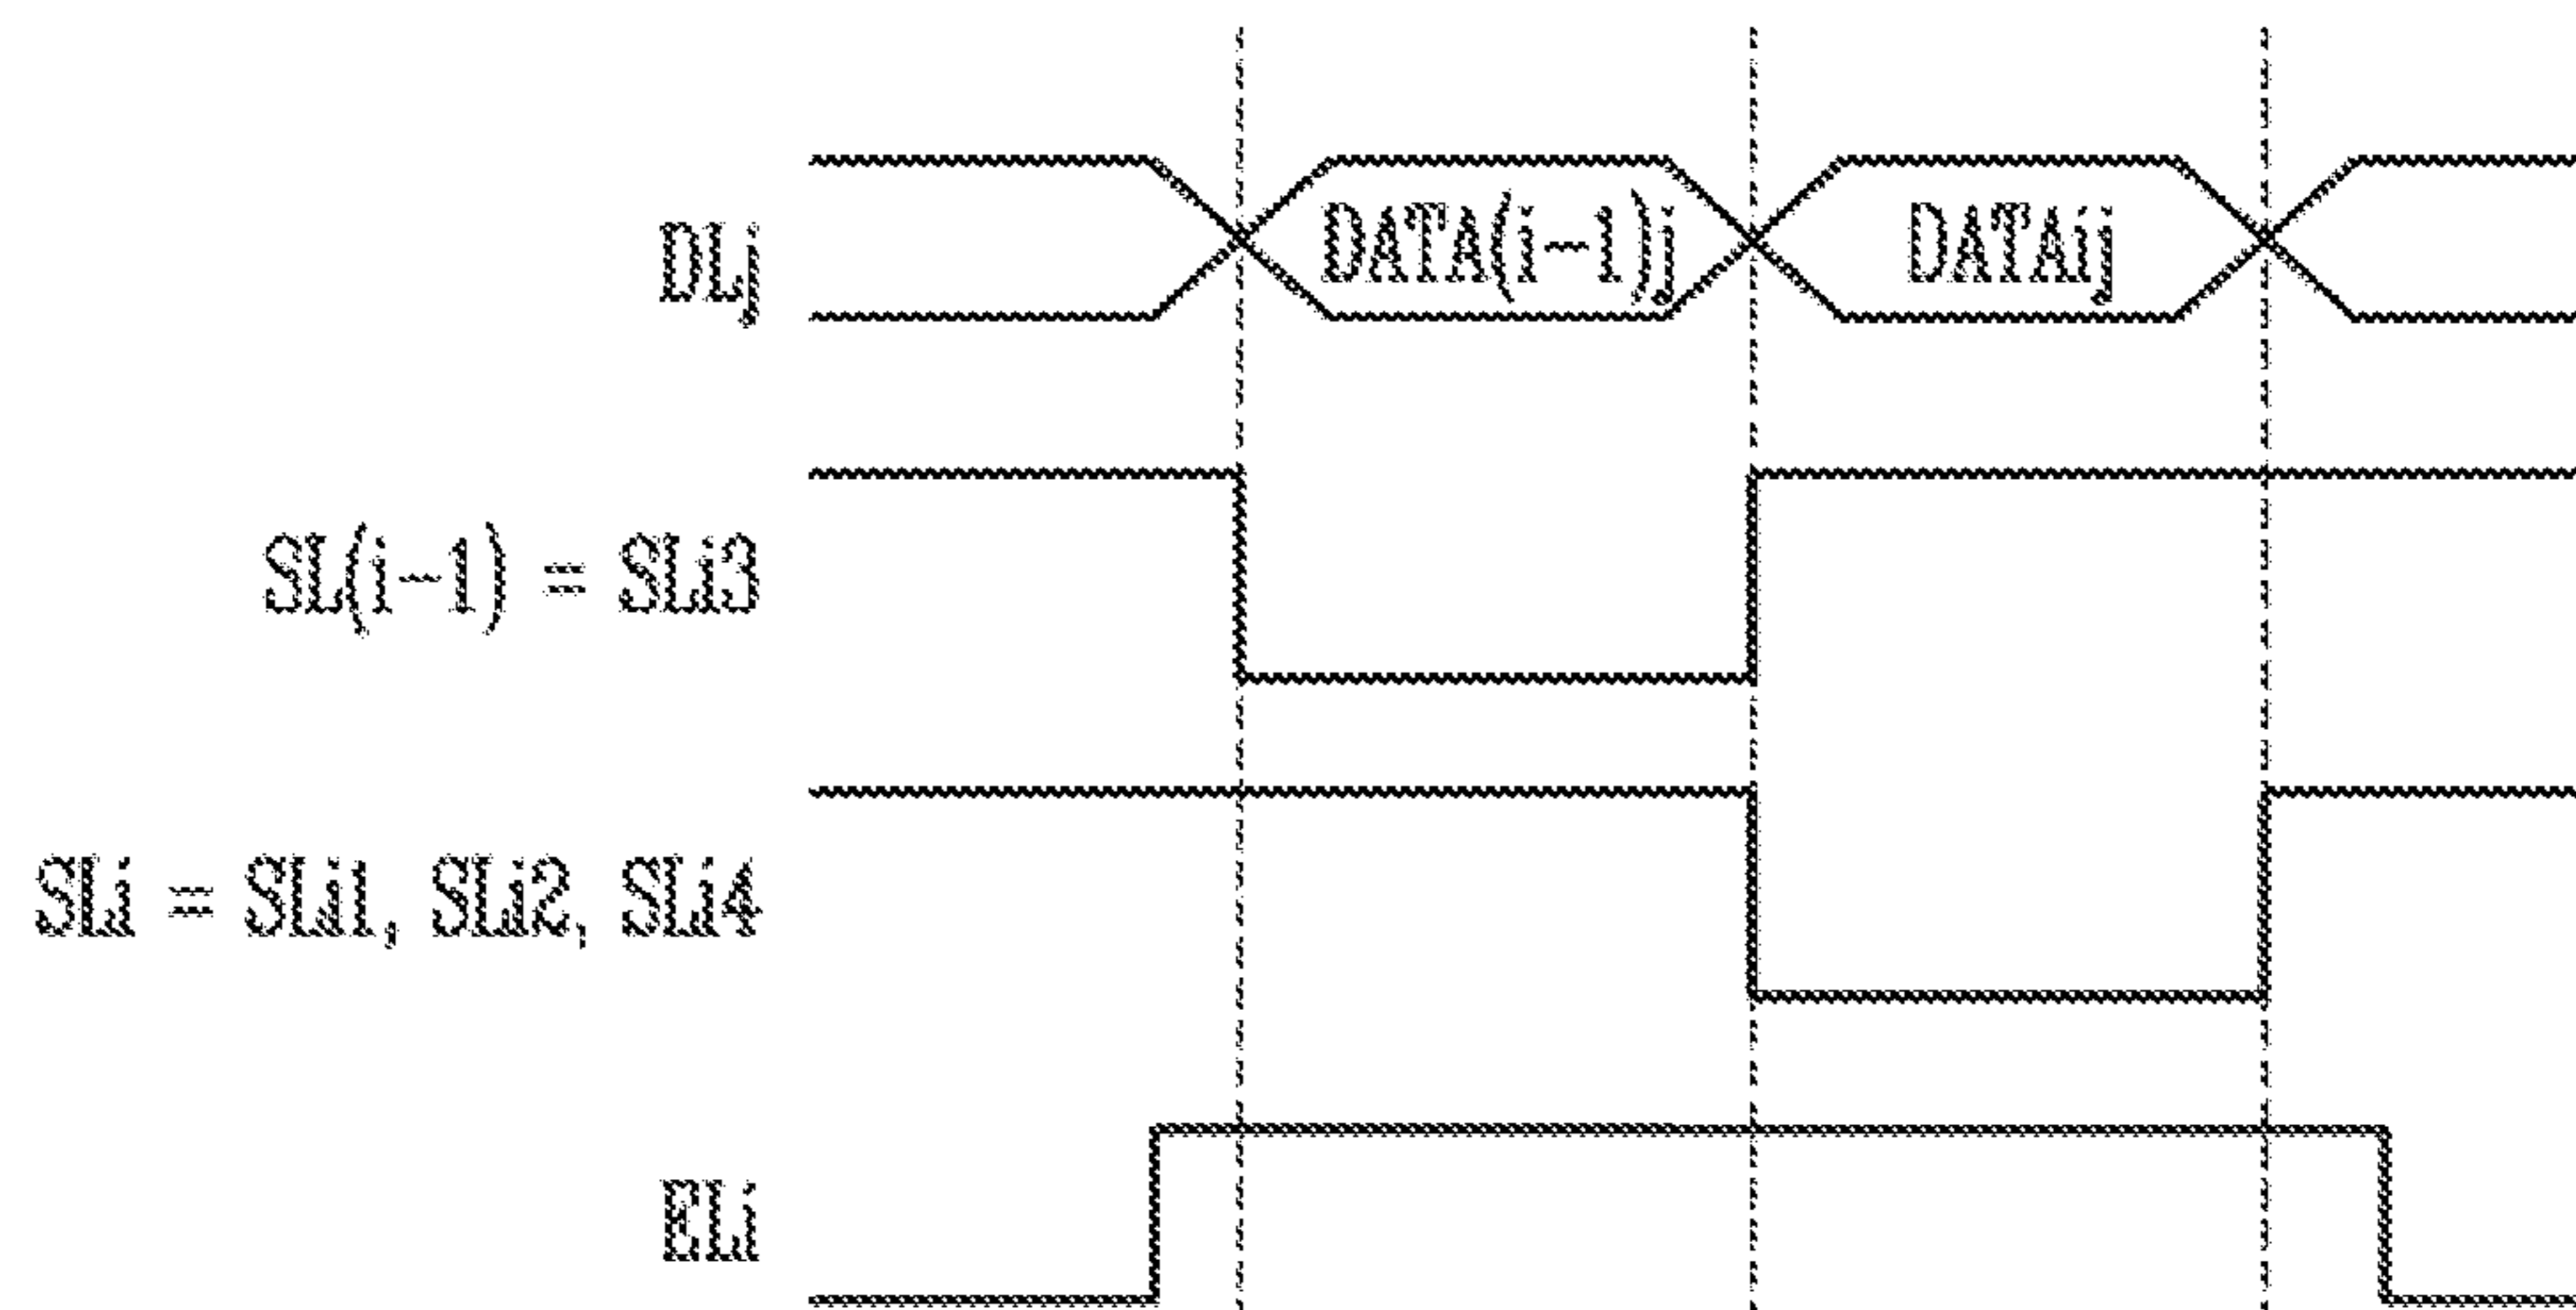 DLj
DATA(i-1)j
DATAij
SL(i-1) = SLi3
SLi = SLi1, SLi2, SLi4
ELi